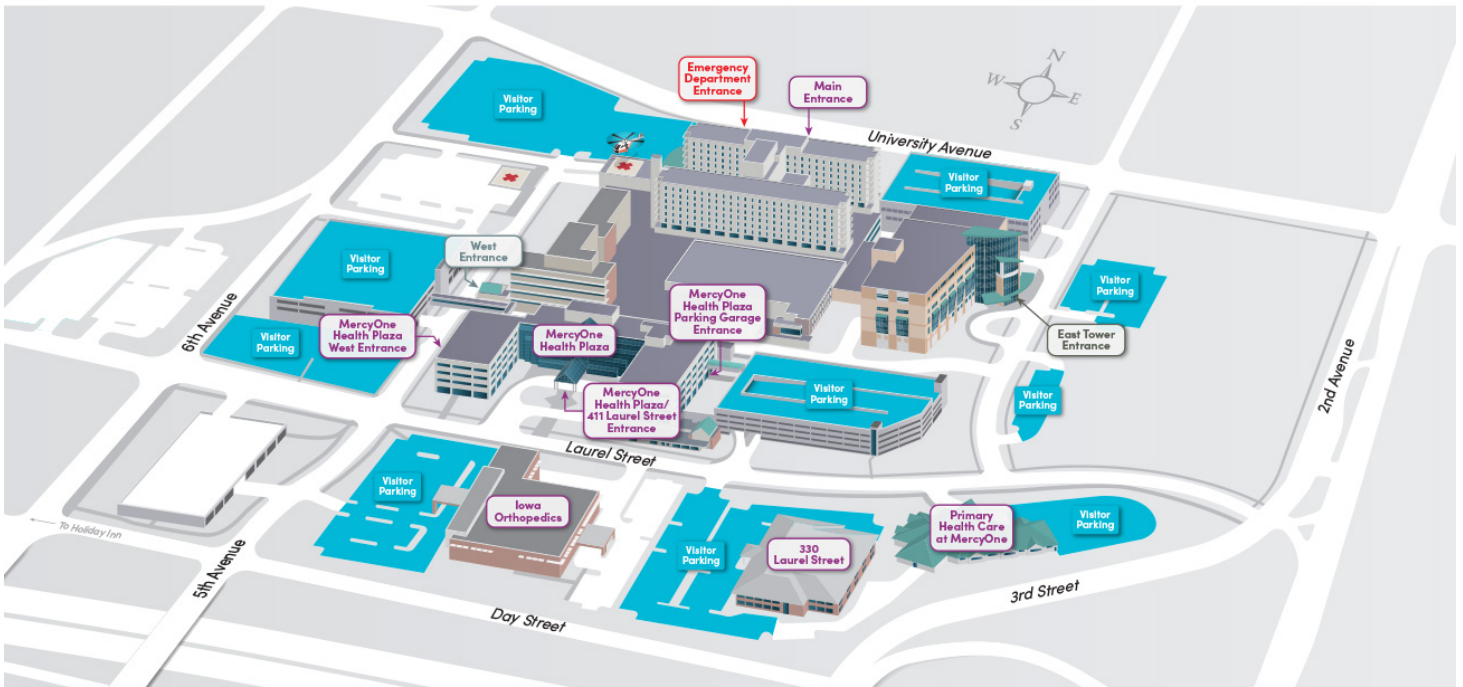 Emergency
Department
Entrance
Main
Entrance
N
W
E
S
Visitor
Parking
University Avenue
Visitor
Parking
West
Entrance
Visitor
Parking
Visitor
Parking
6th Avenue
MercyOne
Health Plaza
West Entrance
Visitor
Parking
MercyOne
Health Plaza
MercyOne
Health Plaza
Parking Garage
Entrance
East Tower
Entrance
2nd Avenue
MercyOne
Health Plaza/
411 Laurel Street
Entrance
Visitor
Parking
Visitor
Parking
Laurel Street
Visitor
Parking
Iowa
Orthopedics
Visitor
Parking
330
Laurel Street
Primary
Health Care
at MercyOne
Visitor
Parking
To Holiday Inn
5th Avenue
Day Street
3rd Street